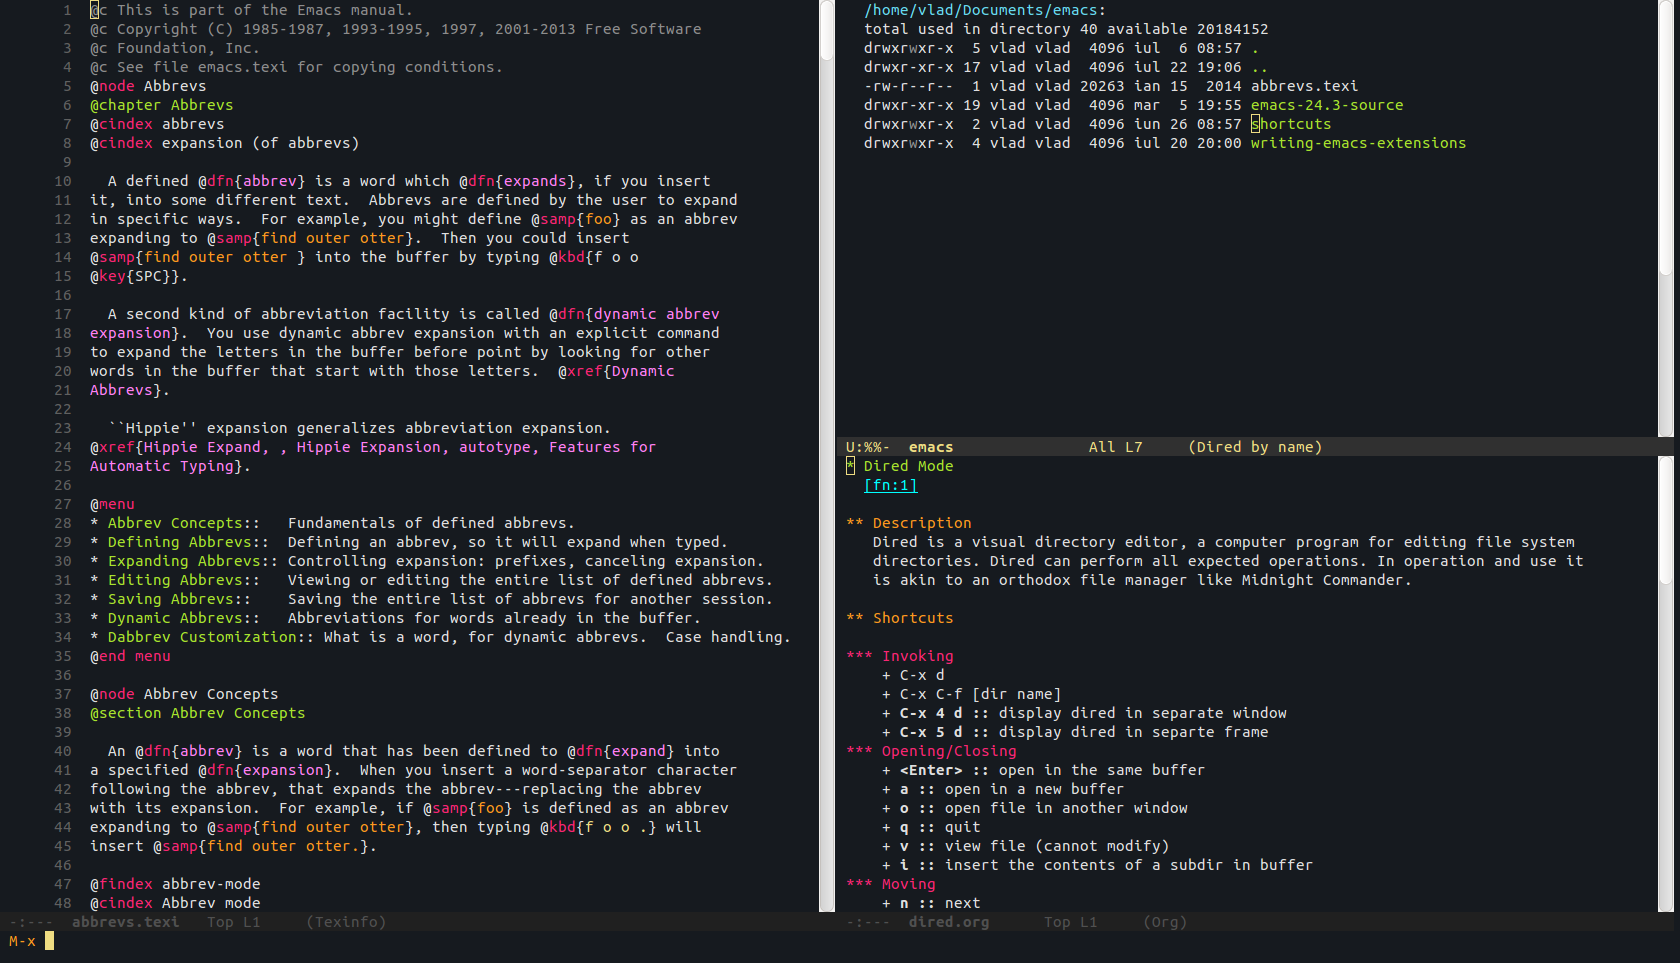 1 @c This is part of the Emacs manual.
2 @c Copyright (C) 1985-1987, 1993-1995, 1997, 2001-2013 Free Software
3 @c Foundation, Inc.
4 @c See file emacs.texi for copying conditions.
5 @node Abbrevs
6 @chapter Abbrevs
7 @cindex abbrevs
8 @cindex expansion (of abbrevs)
9
10   A defined @dfn{abbrev} is a word which @dfn{expands}, if you insert
11 it, into some different text.  Abbrevs are defined by the user to expand
12 in specific ways.  For example, you might define @samp{foo} as an abbrev
13 expanding to @samp{find outer otter}.  Then you could insert
14 @samp{find outer otter } into the buffer by typing @kbd{f o o
15 @key{SPC}}.
16
17   A second kind of abbreviation facility is called @dfn{dynamic abbrev
18 expansion}.  You use dynamic abbrev expansion with an explicit command
19 to expand the letters in the buffer before point by looking for other
20 words in the buffer that start with those letters.  @xref{Dynamic
21 Abbrevs}.
22
23   ``Hippie'' expansion generalizes abbreviation expansion.
24 @xref{Hippie Expand, , Hippie Expansion, autotype, Features for
25 Automatic Typing}.
26
27 @menu
28 * Abbrev Concepts::   Fundamentals of defined abbrevs.
29 * Defining Abbrevs::  Defining an abbrev, so it will expand when typed.
30 * Expanding Abbrevs:: Controlling expansion: prefixes, canceling expansion.
31 * Editing Abbrevs::   Viewing or editing the entire list of defined abbrevs.
32 * Saving Abbrevs::    Saving the entire list of abbrevs for another session.
33 * Dynamic Abbrevs::   Abbreviations for words already in the buffer.
34 * Dabbrev Customization:: What is a word, for dynamic abbrevs.  Case handling.
35 @end menu
36
37 @node Abbrev Concepts
38 @section Abbrev Concepts
39
40   An @dfn{abbrev} is a word that has been defined to @dfn{expand} into
41 a specified @dfn{expansion}.  When you insert a word-separator character
42 following the abbrev, that expands the abbrev---replacing the abbrev
43 with its expansion.  For example, if @samp{foo} is defined as an abbrev
44 expanding to @samp{find outer otter}, then typing @kbd{f o o .} will
45 insert @samp{find outer otter.}.
46
47 @findex abbrev-mode
48 @cindex Abbrev mode
-:---  abbrevs.texi   Top L1     (Texinfo)
M-x
/home/vlad/Documents/emacs:
total used in directory 40 available 20184152
drwxrwxr-x  5 vlad vlad  4096 iul  6 08:57 .
drwxr-xr-x 17 vlad vlad  4096 iul 22 19:06 ..
-rw-r--r--  1 vlad vlad 20263 ian 15  2014 abbrevs.texi
drwxr-xr-x 19 vlad vlad  4096 mar  5 19:55 emacs-24.3-source
drwxrwxr-x  2 vlad vlad  4096 iun 26 08:57 shortcuts
drwxrwxr-x  4 vlad vlad  4096 iul 20 20:00 writing-emacs-extensions
U:%%-  emacs               All L7     (Dired by name)
* Dired Mode
[fn:1]
** Description
Dired is a visual directory editor, a computer program for editing file system
directories. Dired can perform all expected operations. In operation and use it
is akin to an orthodox file manager like Midnight Commander.
** Shortcuts
*** Invoking
+ C-x d
+ C-x C-f [dir name]
+ C-x 4 d :: display dired in separate window
+ C-x 5 d :: display dired in separte frame
*** Opening/Closing
+ <Enter> :: open in the same buffer
+ a :: open in a new buffer
+ o :: open file in another window
+ q :: quit
+ v :: view file (cannot modify)
+ i :: insert the contents of a subdir in buffer
*** Moving
+ n :: next
-:---  dired.org      Top L1     (Org)